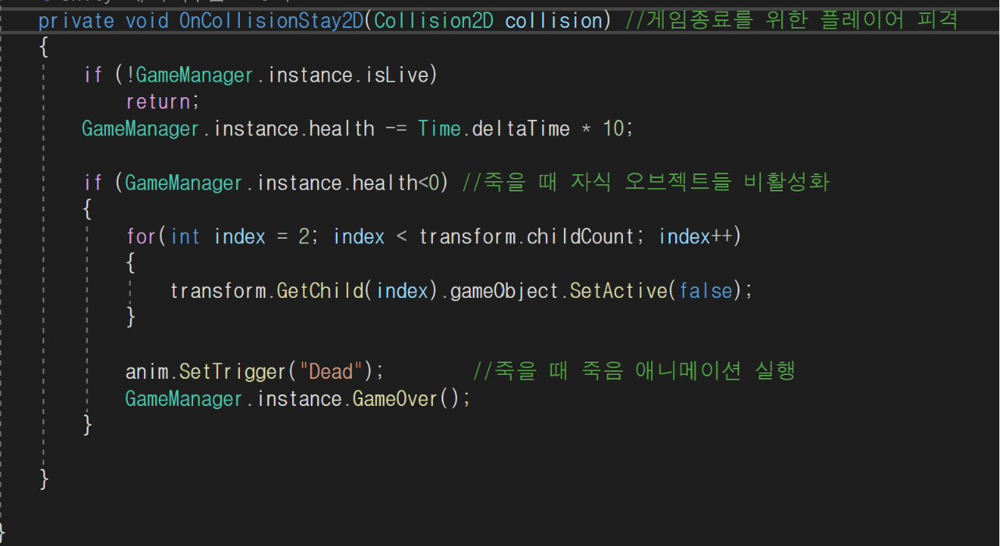 private void OnCollisionStay2D(Collision2D collision) //게임종료를 위한 플레이어 피격
{
if (!GameManager.instance.isLive)
return;
GameManager.instance.health -= Time.deltaTime * 10;
if (GameManager.instance.health<0) //죽을 때 자식 오브젝트들 비활성화
{
for(int index = 2; index < transform.childCount; index++)
{
transform.GetChild(index).gameObject.SetActive(false);
}
anim.SetTrigger("Dead"); //죽을 때 죽음 애니메이션 실행
GameManager.instance.GameOver();
}
}
}